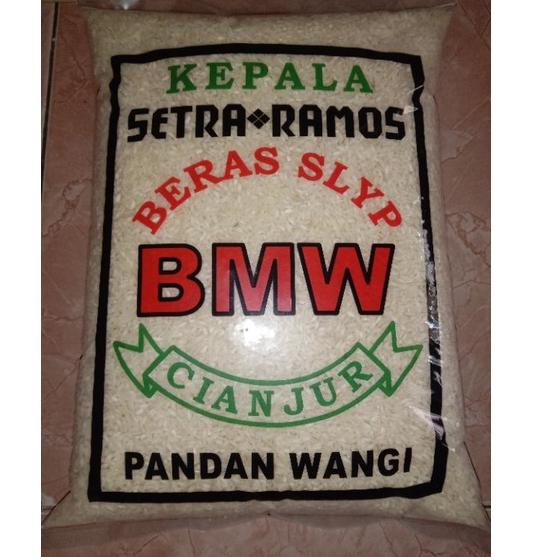 KEPALA
SETRA❖RAMOS
BERAS SLYP
BMW
CIANJUR
PANDAN WANGI